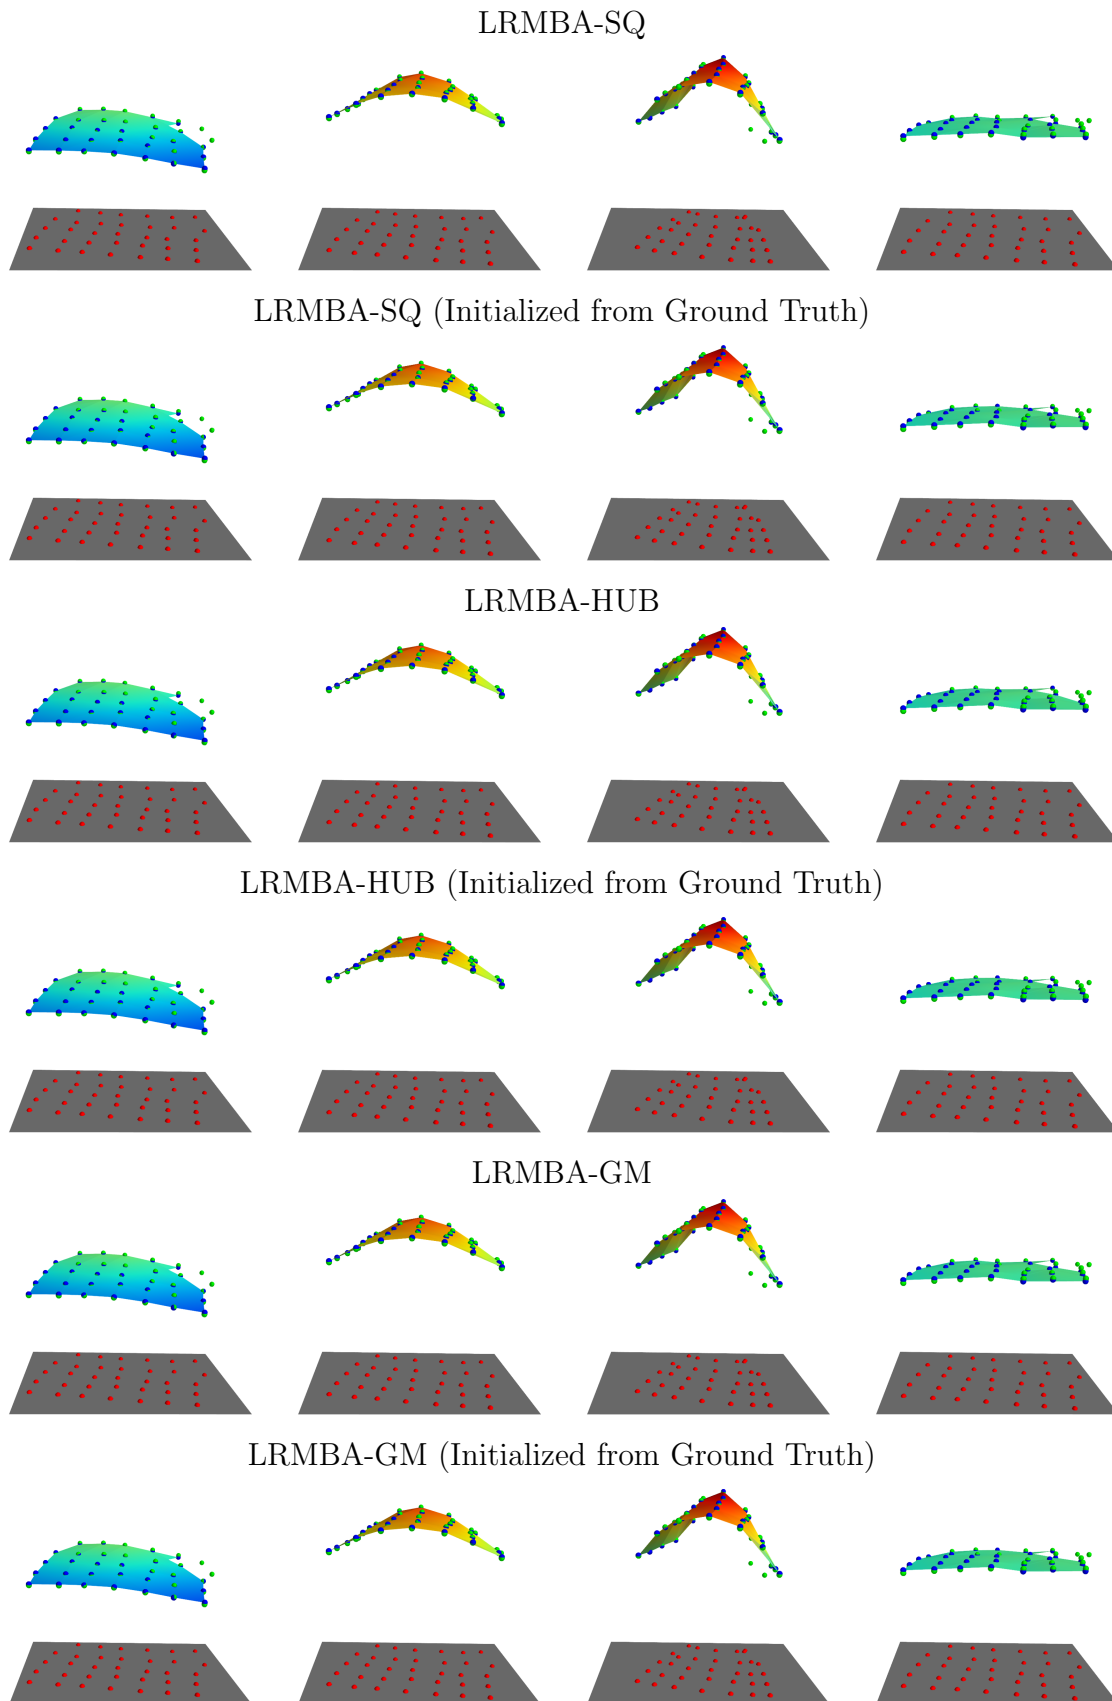 LRMBA-SQ
LRMBA-SQ (Initialized from Ground Truth)
LRMBA-HUB
LRMBA-HUB (Initialized from Ground Truth)
LRMBA-GM
LRMBA-GM (Initialized from Ground Truth)